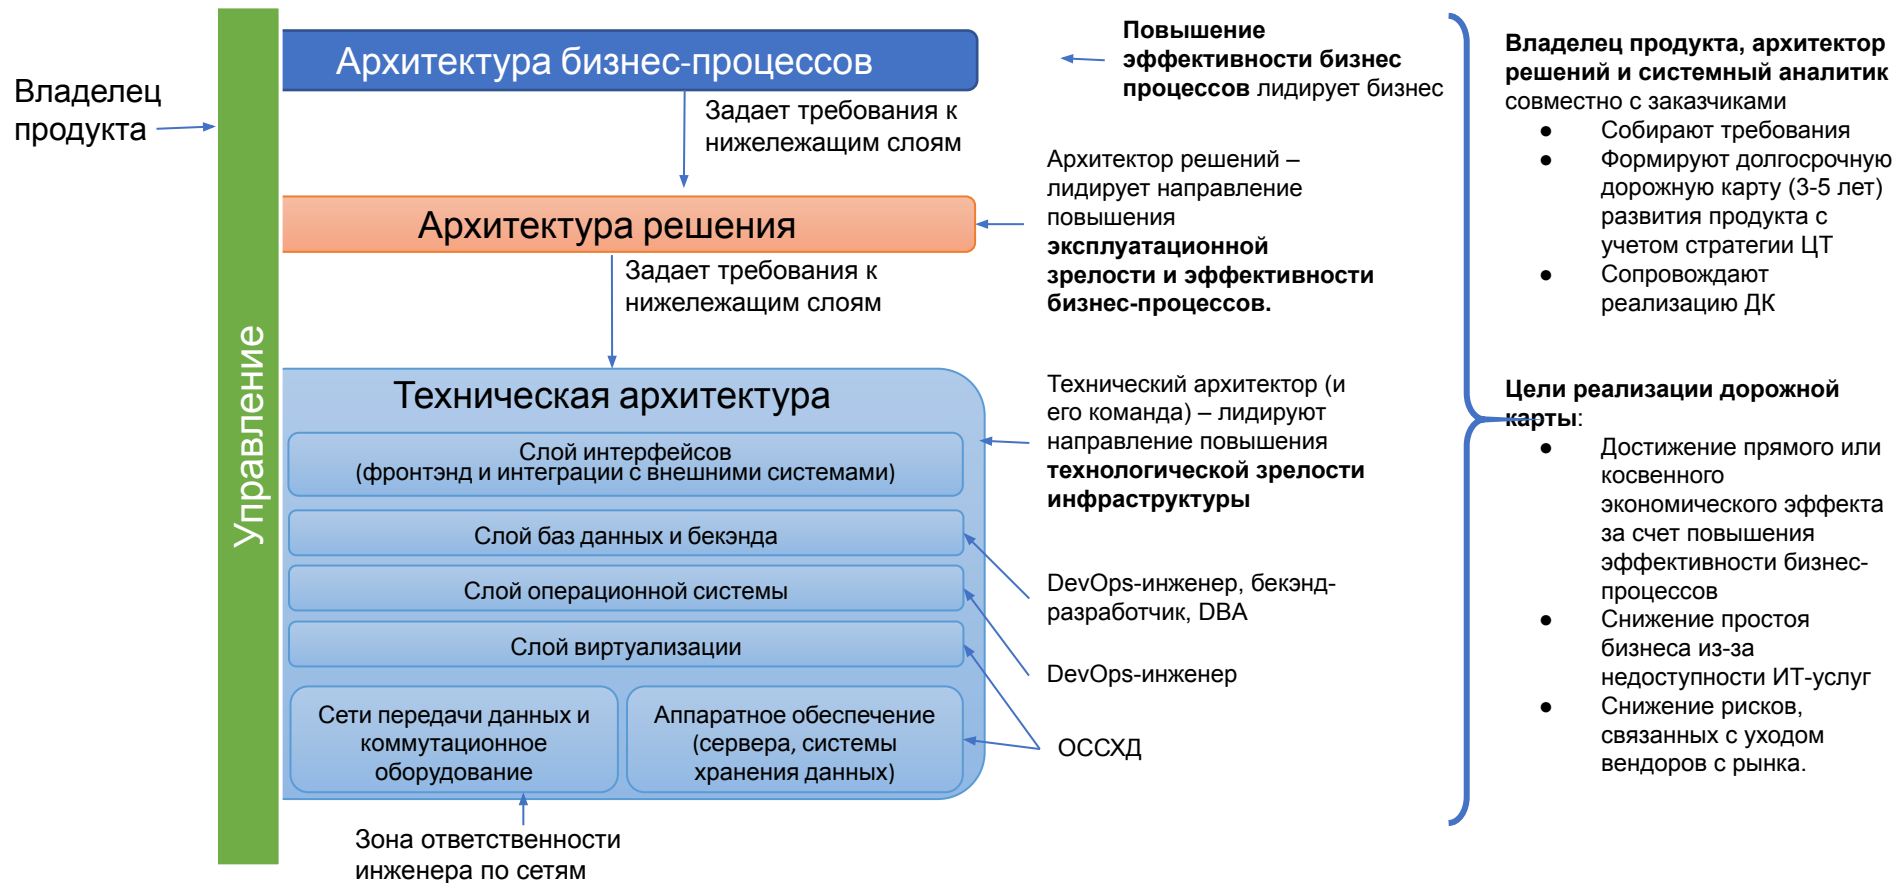 Владелец
продукта
Управление
Архитектура бизнес-процессов
Задает требования к
нижележащим слоям
Архитектура решения
Задает требования к
нижележащим слоям
Техническая архитектура
Слой интерфейсов
(фронтэнд и интеграции с внешними системами)
Слой баз данных и бекэнда
Слой операционной системы
Слой виртуализации
Сети передачи данных и
коммутационное
оборудование
Аппаратное обеспечение
(сервера, системы
хранения данных)
Зона ответственности
инженера по сетям
Повышение
эффективности бизнес
процессов лидирует бизнес
Архитектор решений –
лидирует направление
повышения
эксплуатационной
зрелости и эффективности
бизнес-процессов.
Технический архитектор (и
его команда) – лидируют
направление повышения
технологической зрелости
инфраструктуры
DevOps-инженер, бекэнд-
разработчик, DBA
DevOps-инженер
ОССХД
Владелец продукта, архитектор
решений и системный аналитик
совместно с заказчиками
● Собирают требования
● Формируют долгосрочную
дорожную карту (3-5 лет)
развития продукта с
учетом стратегии ЦТ
● Сопровождают
реализацию ДК
Цели реализации дорожной
карты:
● Достижение прямого или
косвенного
экономического эффекта
за счет повышения
эффективности бизнес-
процессов
● Снижение простоя
бизнеса из-за
недоступности ИТ-услуг
● Снижение рисков,
связанных с уходом
вендоров с рынка.